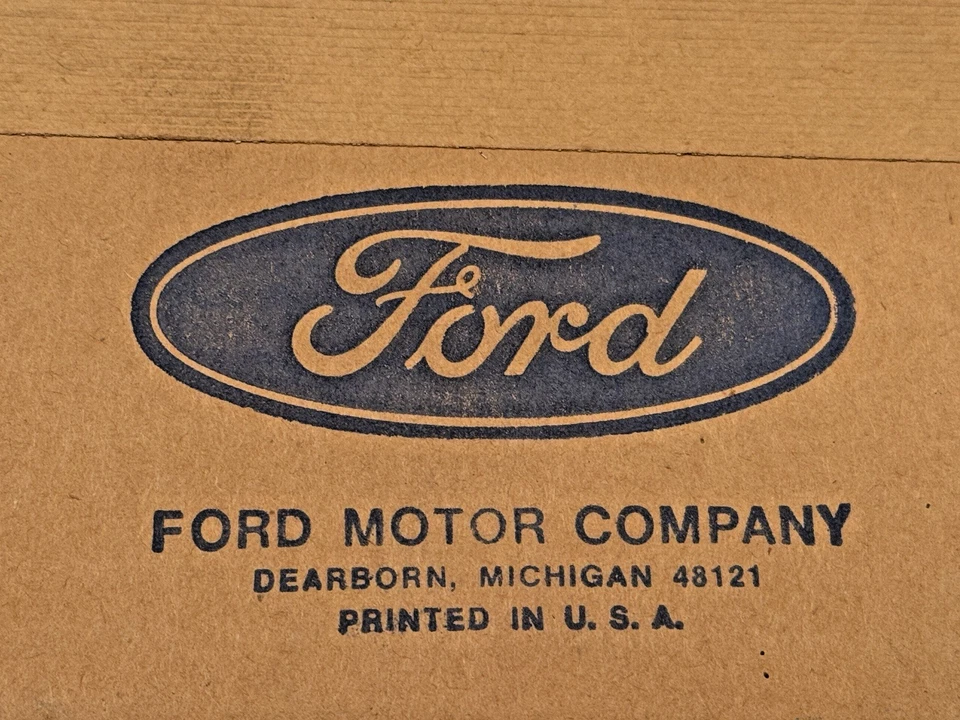 Ford
FORD MOTOR COMPANY
DEARBORN, MICHIGAN 48121
PRINTED IN U. S. A.